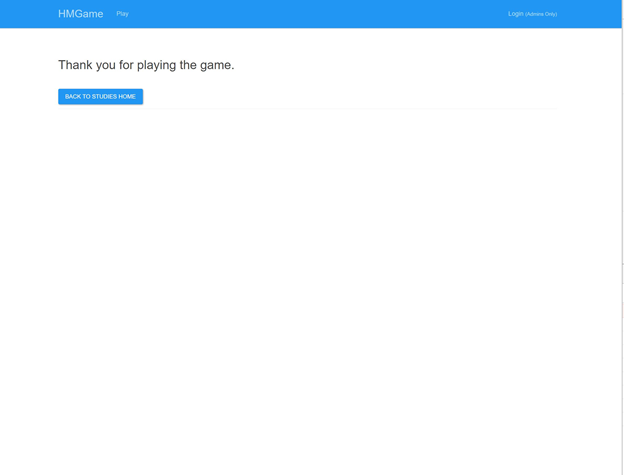 HMGame Play Login (Admins Only)
Thank you for playing the game.
BACK TO STUDIES HOME